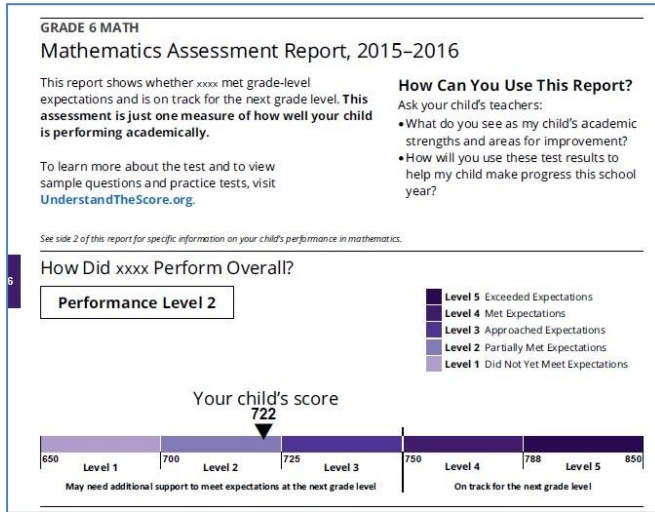 GRADE 6 MATH
Mathematics Assessment Report, 2015–2016
This report shows whether xxxx met grade-level
expectations and is on track for the next grade level. This
assessment is just one measure of how well your child
is performing academically.
To learn more about the test and to view
sample questions and practice tests, visit
UnderstandTheScore.org.
How Can You Use This Report?
Ask your child's teachers:
• What do you see as my child's academic
strengths and areas for improvement?
• How will you use these test results to
help my child make progress this school
year?
See side 2 of this report for specific information on your child's performance in mathematics.
6
How Did xxxx Perform Overall?
Performance Level 2
Level 5 Exceeded Expectations
Level 4 Met Expectations
Level 3 Approached Expectations
Level 2 Partially Met Expectations
Level 1 Did Not Yet Meet Expectations
Your child's score
722
650 700 725 750 788 850
Level 1 Level 2 Level 3 Level 4 Level 5
May need additional support to meet expectations at the next grade level
On track for the next grade level